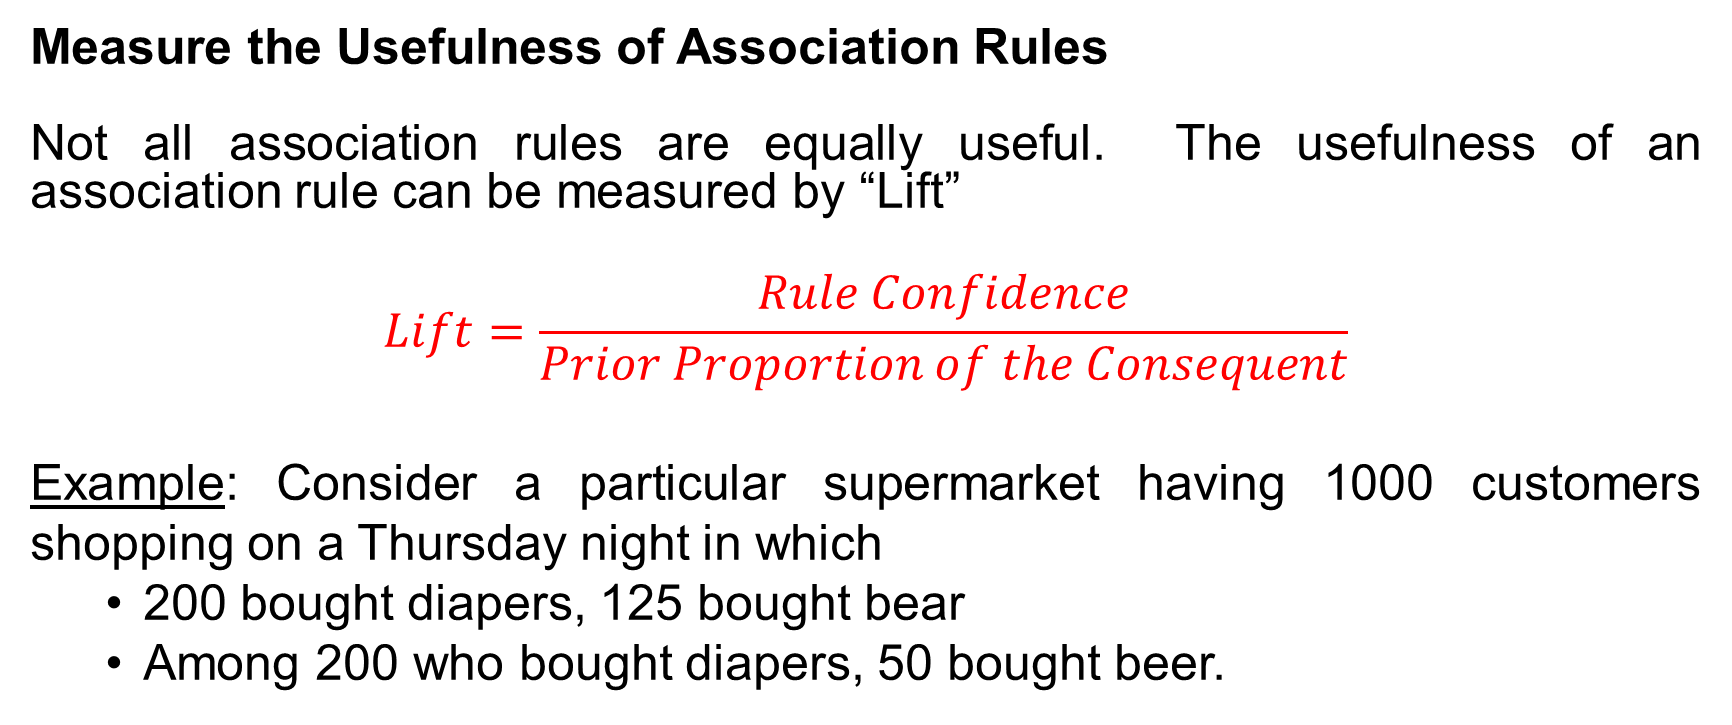 Measure the Usefulness of Association Rules
Not all association rules are equally useful. The usefulness of an
association rule can be measured by “Lift”
Lift = Rule Confidence / Prior Proportion of the Consequent
Example: Consider a particular supermarket having 1000 customers
shopping on a Thursday night in which
• 200 bought diapers, 125 bought bear
• Among 200 who bought diapers, 50 bought beer.